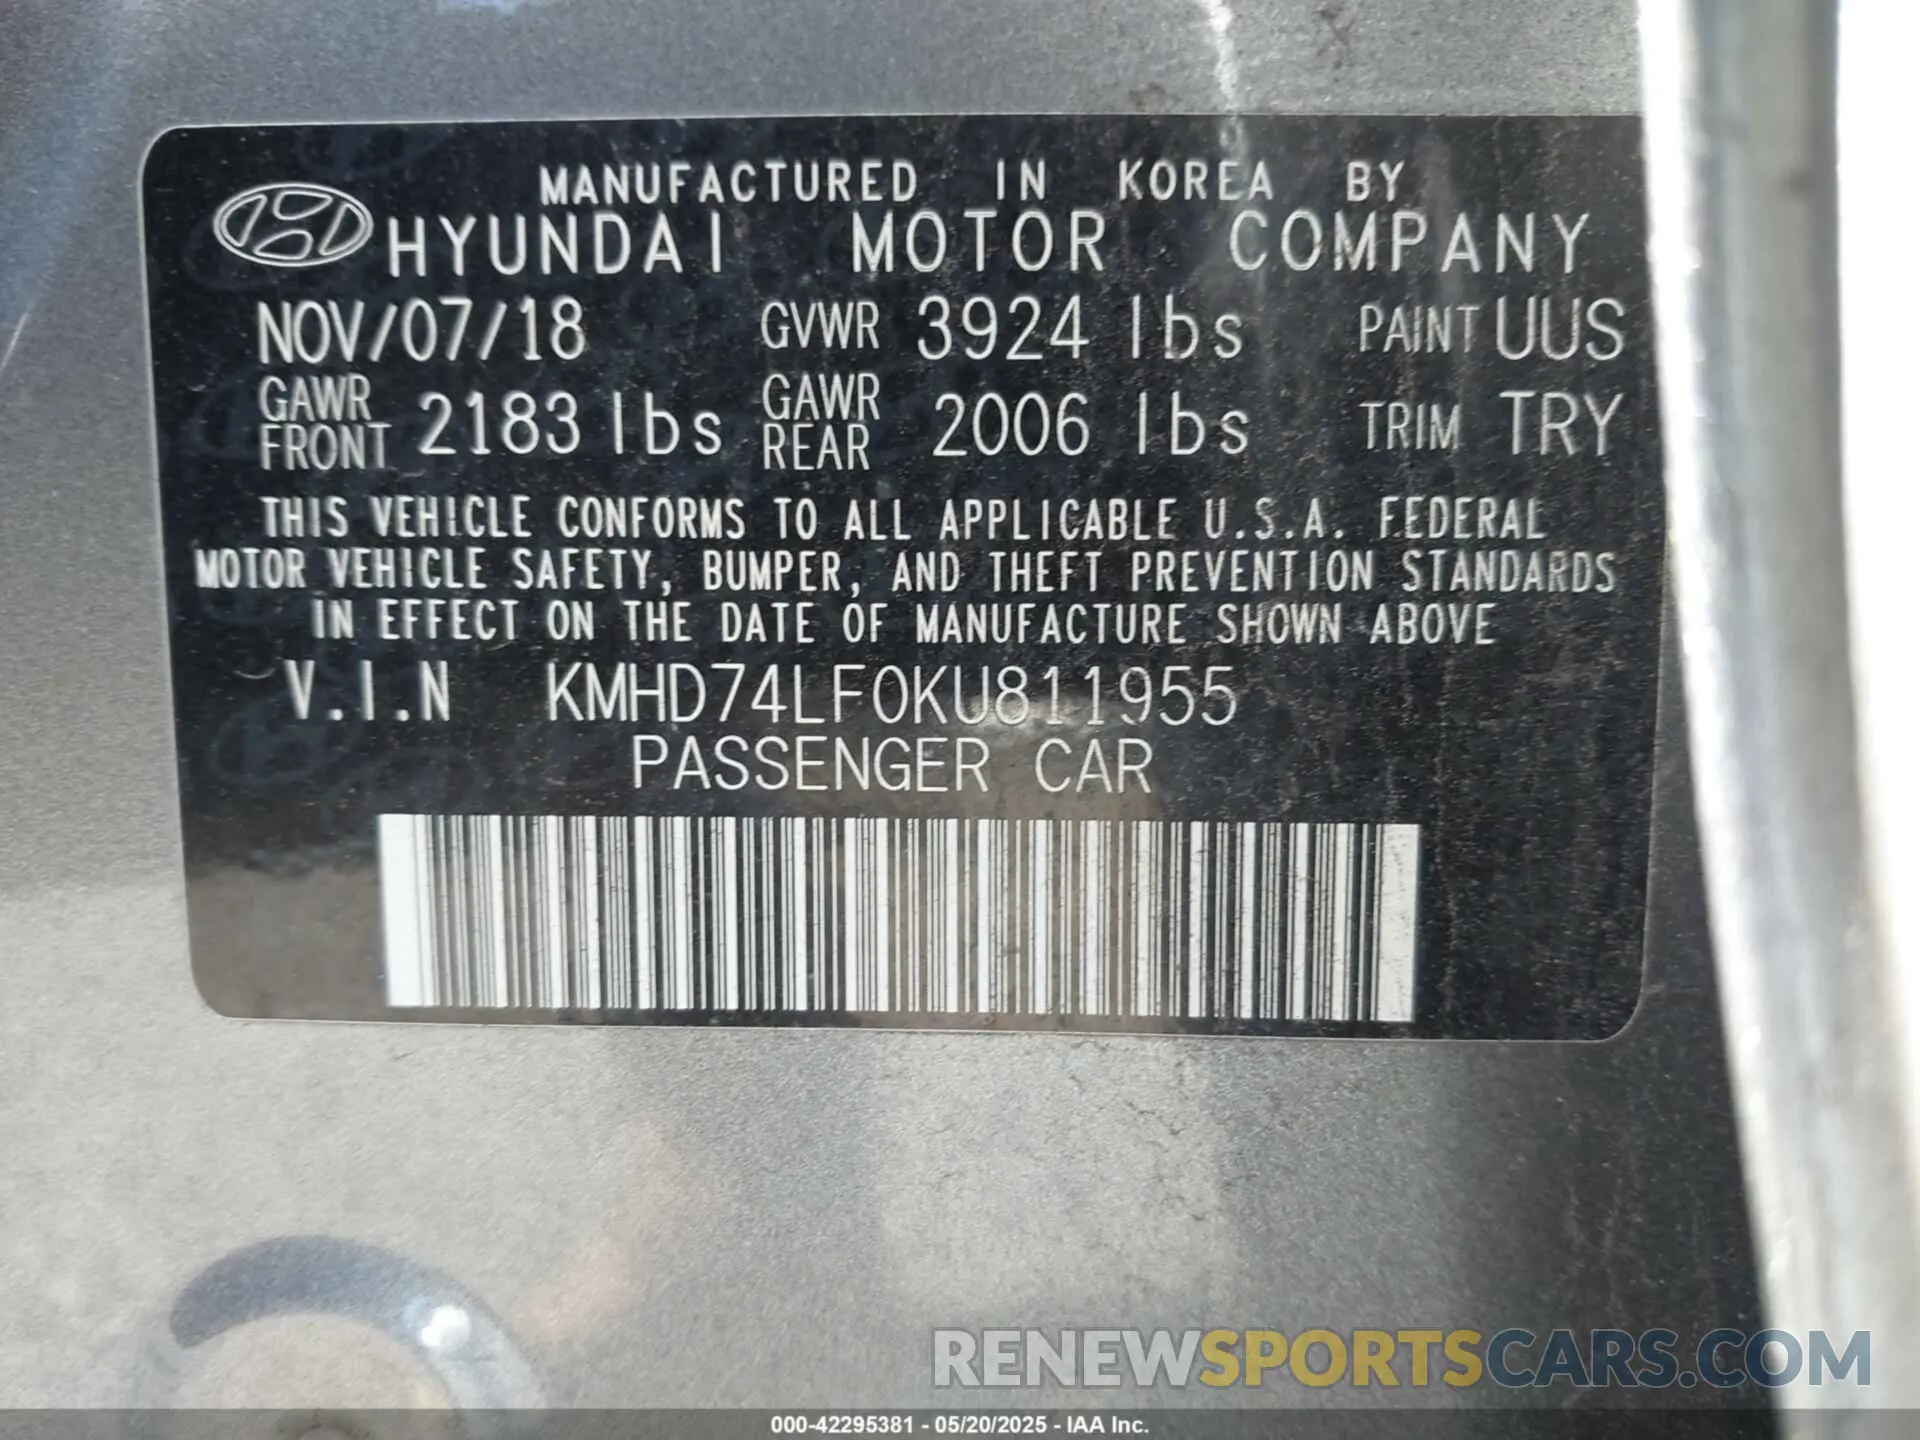 MANUFACTURED IN KOREA BY
HYUNDAI MOTOR COMPANY
NOV/07/18 GVWR 3924 lbs PAINT UUS
GAWR FRONT 2183 lbs GAWR REAR 2006 lbs TRIM TRY
THIS VEHICLE CONFORMS TO ALL APPLICABLE U.S.A. FEDERAL
MOTOR VEHICLE SAFETY, BUMPER, AND THEFT PREVENTION STANDARDS
IN EFFECT ON THE DATE OF MANUFACTURE SHOWN ABOVE
V.I.N KMHD74LF0KU811955
PASSENGER CAR
RENEWSPORTSCARS.COM
000-42295381 - 05/20/2025 - IAA Inc.